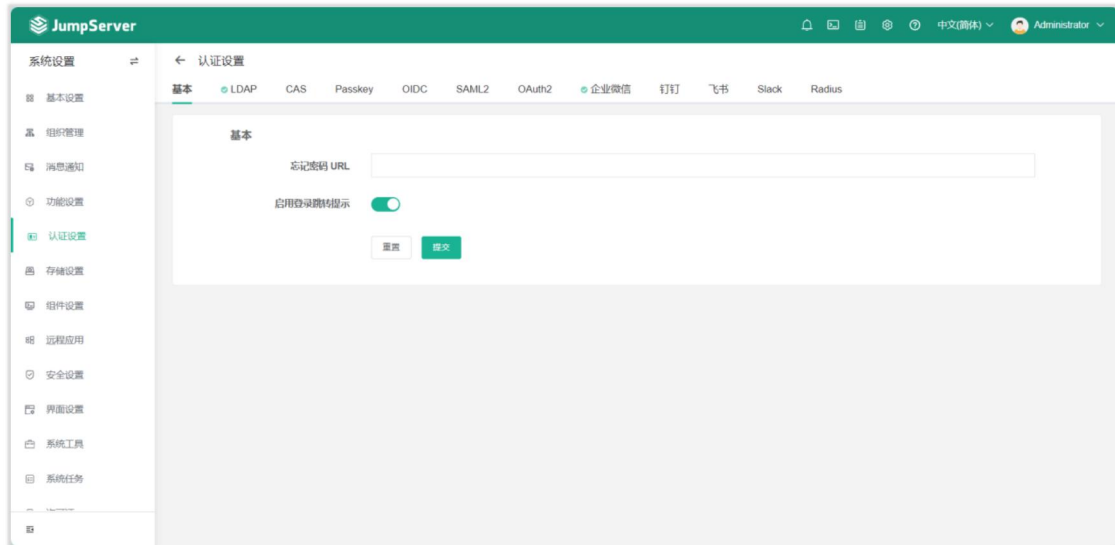 JumpServer
中文(简体)
Administrator
系统设置
认证设置
基本
LDAP
CAS
Passkey
OIDC
SAML2
OAuth2
企业微信
钉钉
飞书
Slack
Radius
基本设置
组织管理
消息通知
功能设置
认证设置
存储设置
组件设置
远程应用
安全设置
界面设置
系统工具
系统任务
基本
忘记密码 URL
启用登录跳转提示
重置
提交